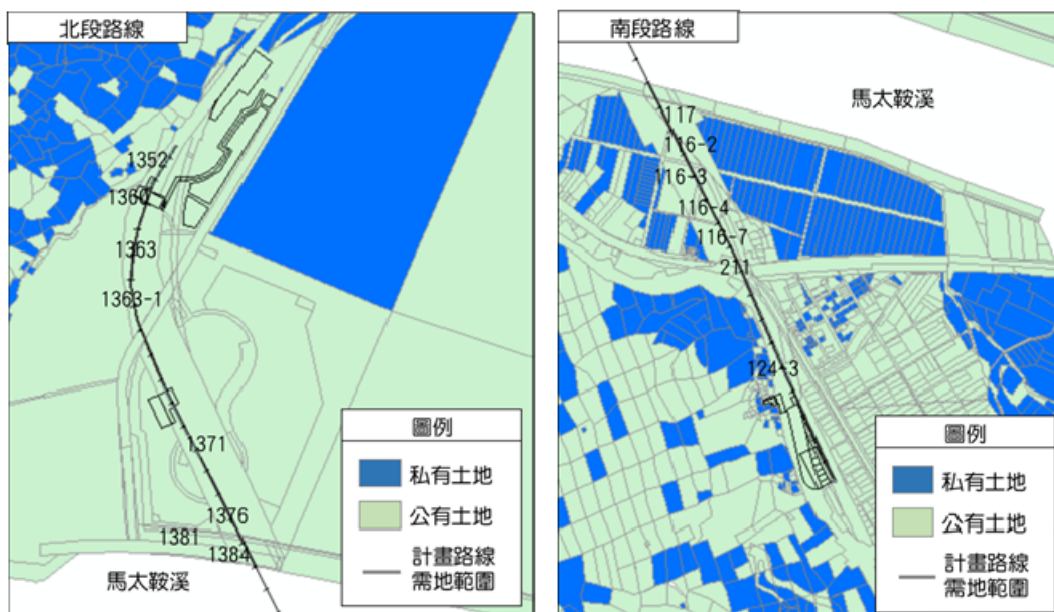 北段路線
1352
1360
1363
1363-1
1371
1376
1381
1384
馬太鞍溪
圖例
私有土地
公有土地
計畫路線
需地範圍
南段路線
馬太鞍溪
117
116-2
116-3
116-4
116-7
211
124-3
圖例
私有土地
公有土地
計畫路線
需地範圍